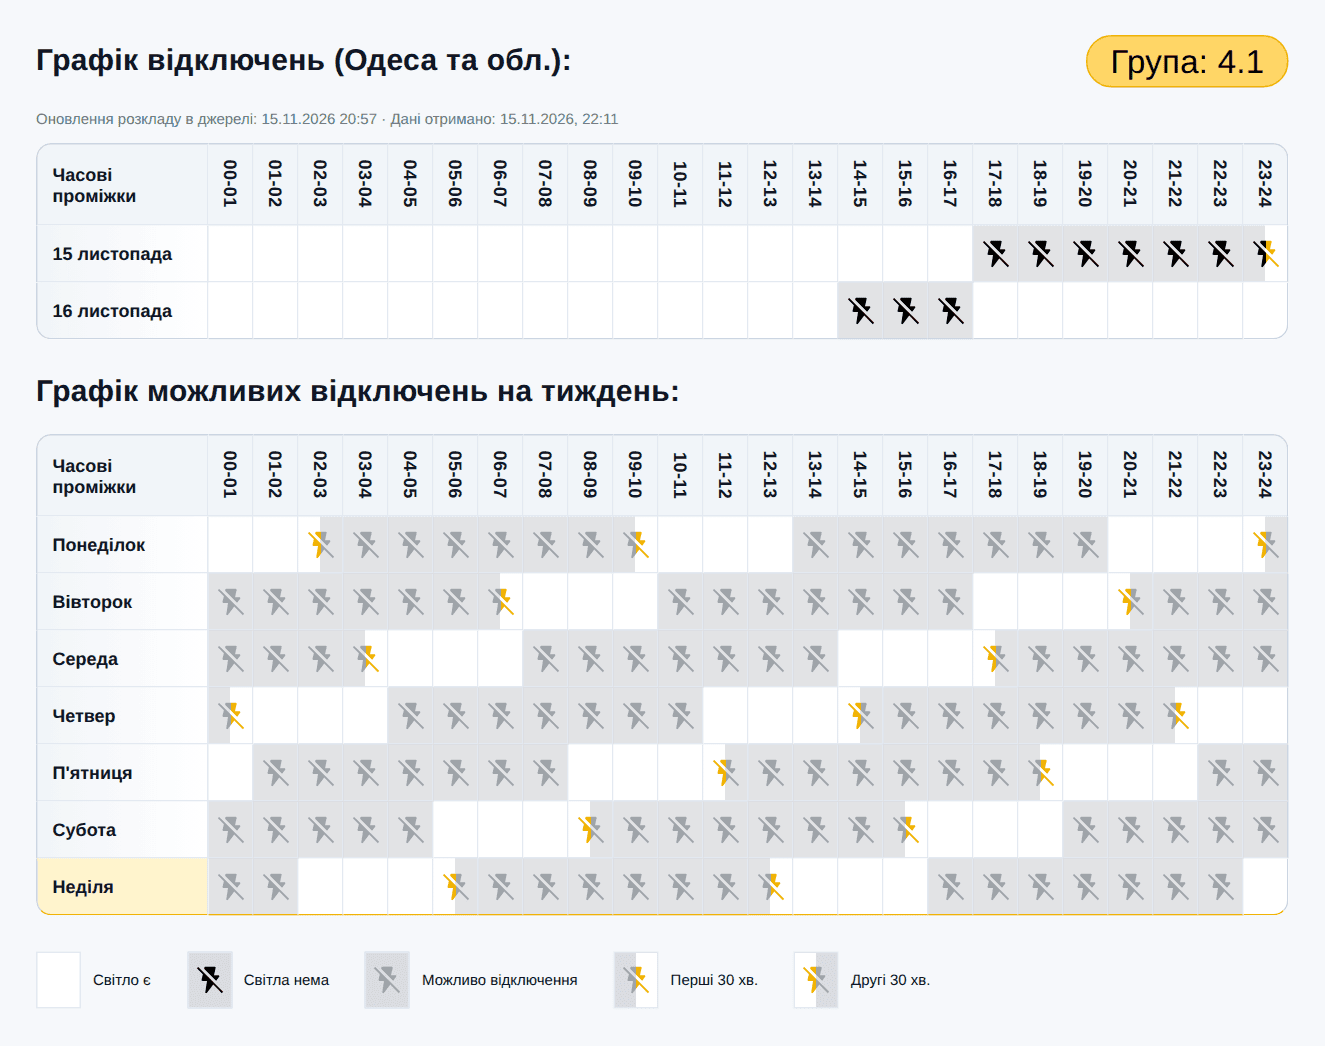 Графік відключень (Одеса та обл.):
Група: 4.1
Оновлення розкладу в джерелі: 15.11.2026 20:57 · Дані отримано: 15.11.2026, 22:11
Часові
проміжки
00-01 01-02 02-03 03-04 04-05 05-06 06-07 07-08 08-09 09-10 10-11 11-12 12-13 13-14 14-15 15-16 16-17 17-18 18-19 19-20 20-21 21-22 22-23 23-24
15 листопада
16 листопада
Графік можливих відключень на тиждень:
Часові
проміжки
00-01 01-02 02-03 03-04 04-05 05-06 06-07 07-08 08-09 09-10 10-11 11-12 12-13 13-14 14-15 15-16 16-17 17-18 18-19 19-20 20-21 21-22 22-23 23-24
Понеділок
Вівторок
Середа
Четвер
П'ятниця
Субота
Неділя
Світло є
Світла нема
Можливо відключення
Перші 30 хв.
Другі 30 хв.